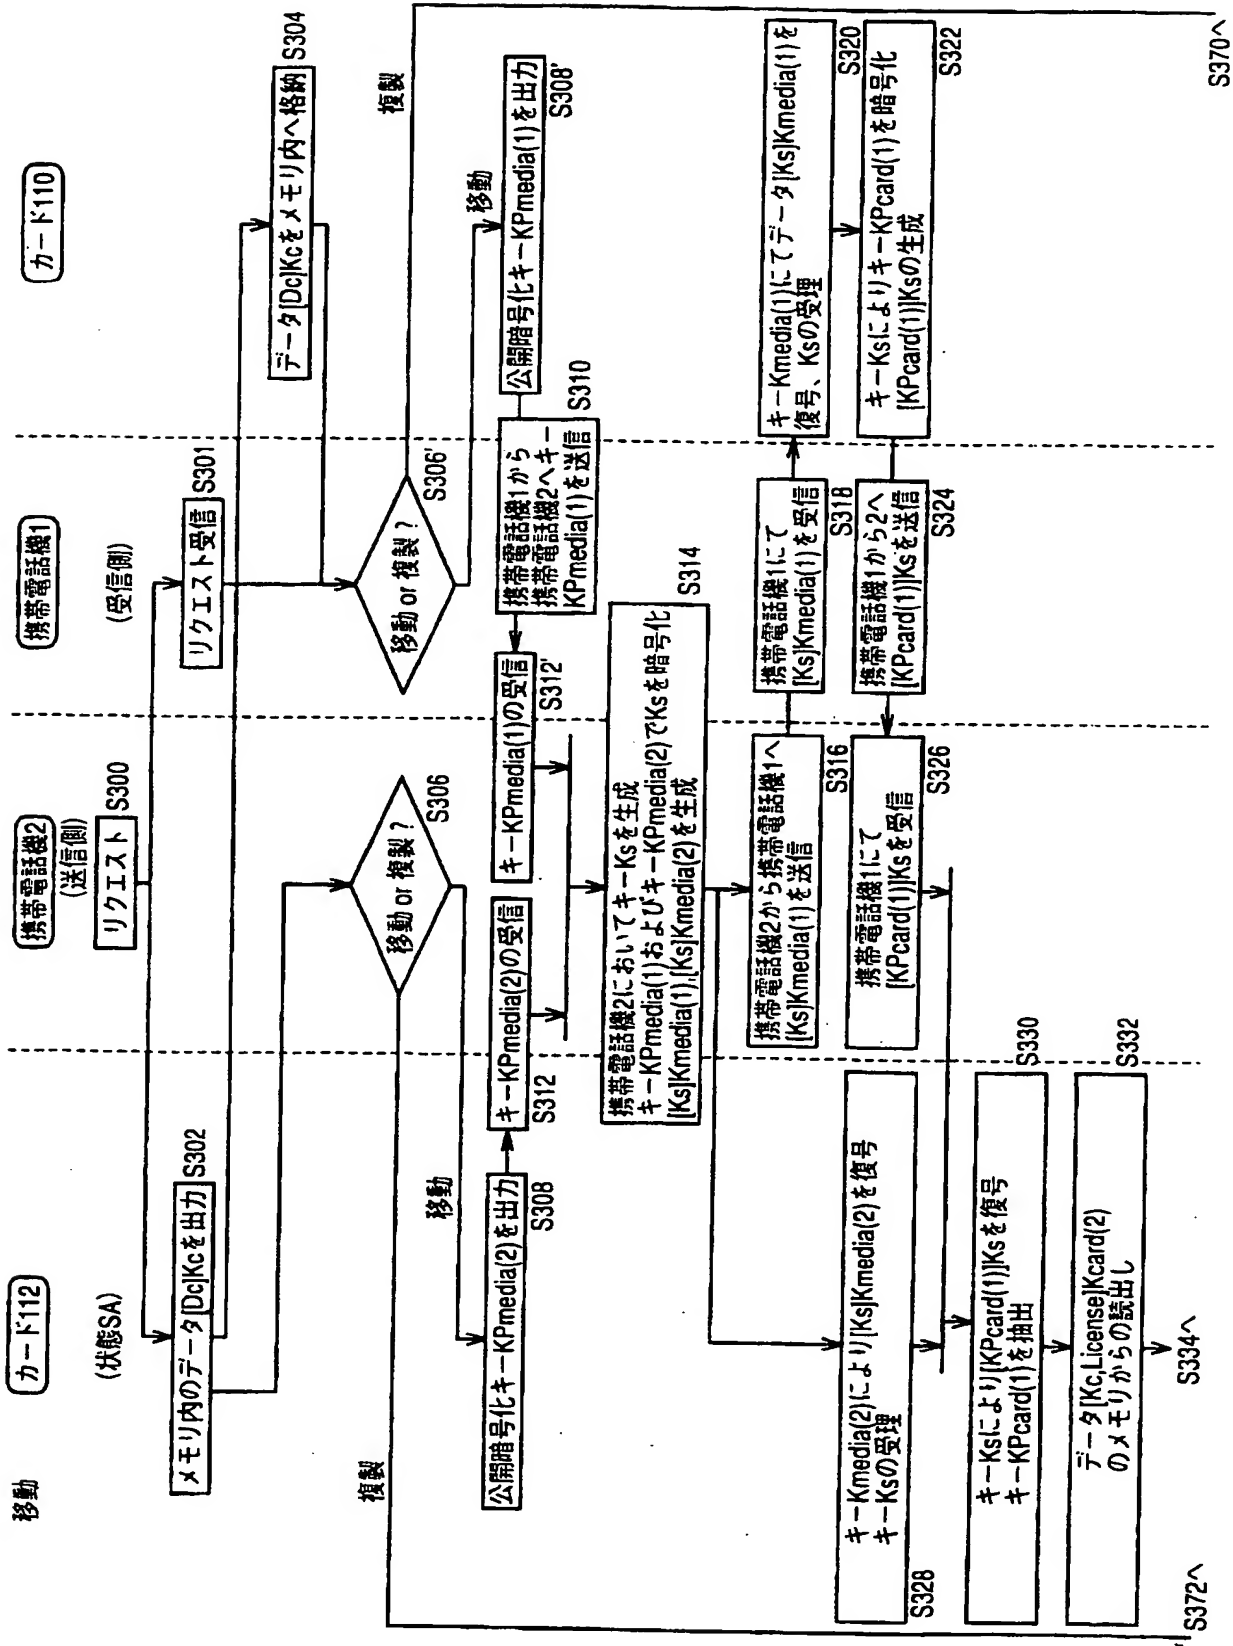 移動
カード112
携帯電話機2
携帯電話機1
カード110
(状態SA)
(送信側)
(受信側)
リクエスト
S300
リクエスト受信
S301
メモリ内のデータ[Dc]Kcを出力
S302
データ[Dc]Kcをメモリ内へ格納
S304
移動 or 複製?
S306
移動 or 複製?
S306'
複製
移動
移動
複製
公開暗号化キーKPmedia(2)を出力
S308
公開暗号化キーKPmedia(1)を出力
S308'
携帯電話機1から
携帯電話機2へキー
KPmedia(1)を送信
S310
キーKPmedia(2)の受信
S312
キーKPmedia(1)の受信
S312'
携帯電話機2においてキーKsを生成
キーKPmedia(1)およびキーKPmedia(2)でKsを暗号化
[Ks]Kmedia(1),[Ks]Kmedia(2)を生成
S314
携帯電話機2から携帯電話機1へ
[Ks]Kmedia(1)を送信
S316
携帯電話機1にて
[Ks]Kmedia(1)を受信
S318
キーKmedia(1)にてデータ[Ks]Kmedia(1)を
復号、Ksの受理
S320
キーKsによりキーKPcard(1)を暗号化
[KPcard(1)]Ksの生成
S322
携帯電話機1から2へ
[KPcard(1)]Ksを送信
S324
携帯電話機1にて
[KPcard(1)]Ksを受信
S326
キーKmedia(2)により[Ks]Kmedia(2)を復号
キーKsの受理
S328
キーKsにより[KPcard(1)]Ksを復号
キーKPcard(1)を抽出
S330
データ[Kc,License]Kcard(2)
のメモリからの読出し
S332
S372へ
S334へ
S370へ